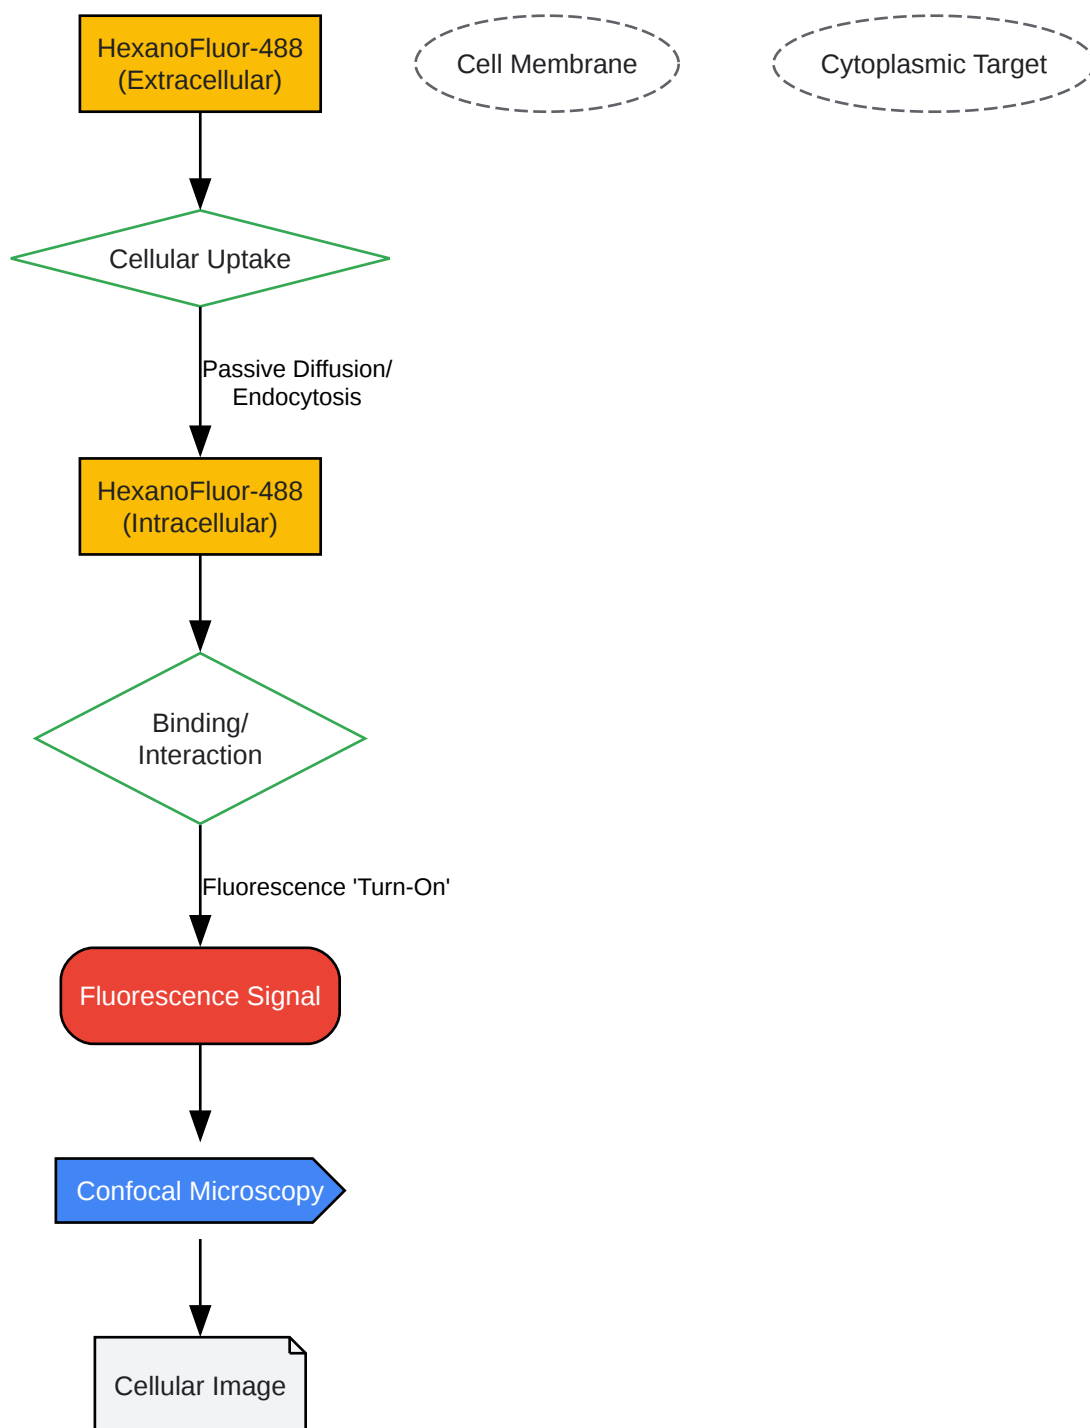 HexanoFluor-488
(Extracellular)
Cell Membrane
Cytoplasmic Target
Cellular Uptake
Passive Diffusion/
Endocytosis
HexanoFluor-488
(Intracellular)
Binding/
Interaction
Fluorescence 'Turn-On'
Fluorescence Signal
Confocal Microscopy
Cellular Image